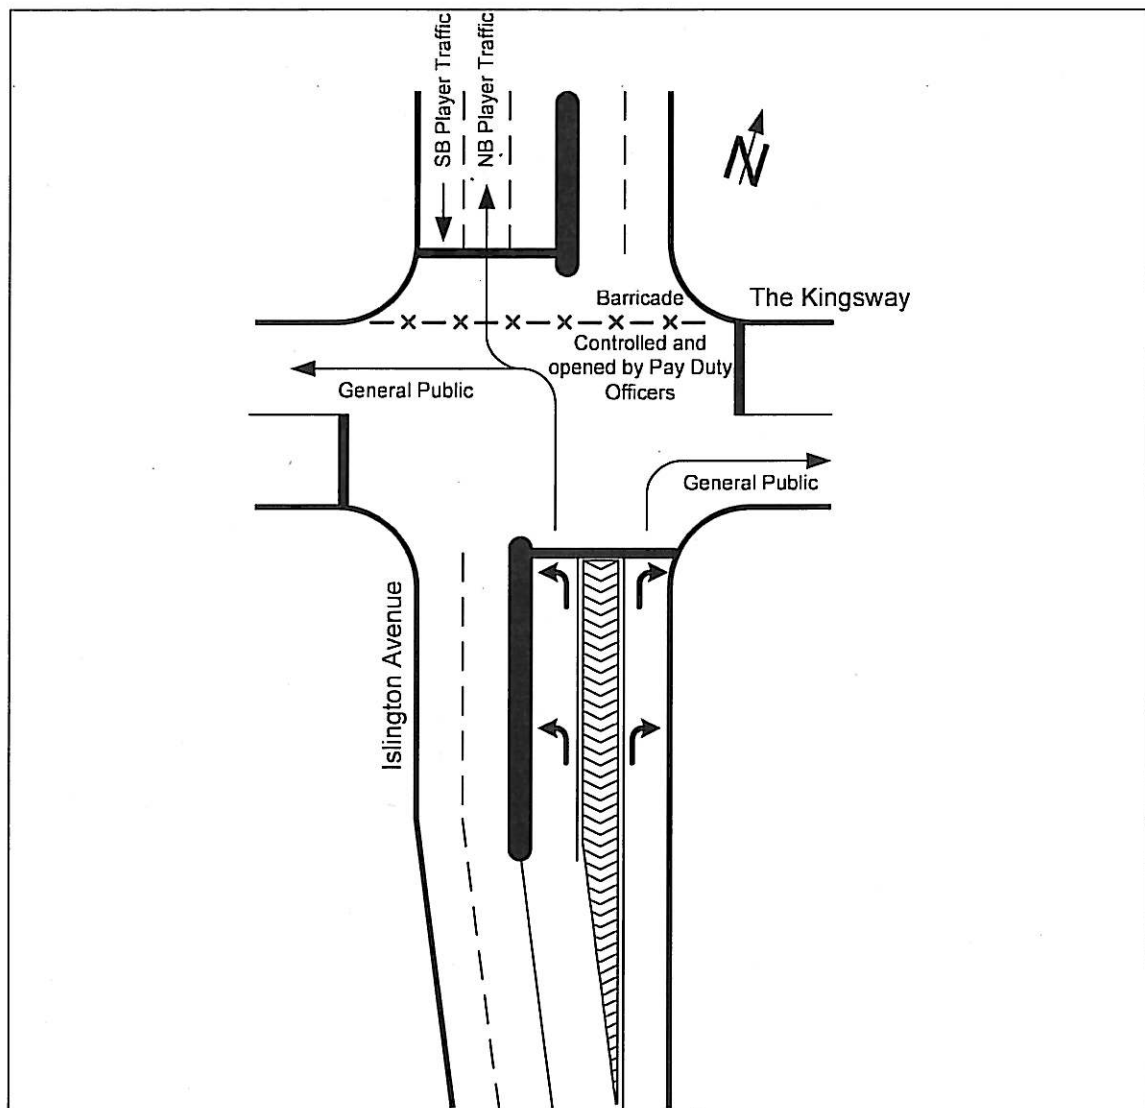 SB Player Traffic
NB Player Traffic
N
Barricade
The Kingsway
Controlled and
opened by Pay Duty
Officers
General Public
General Public
Islington Avenue